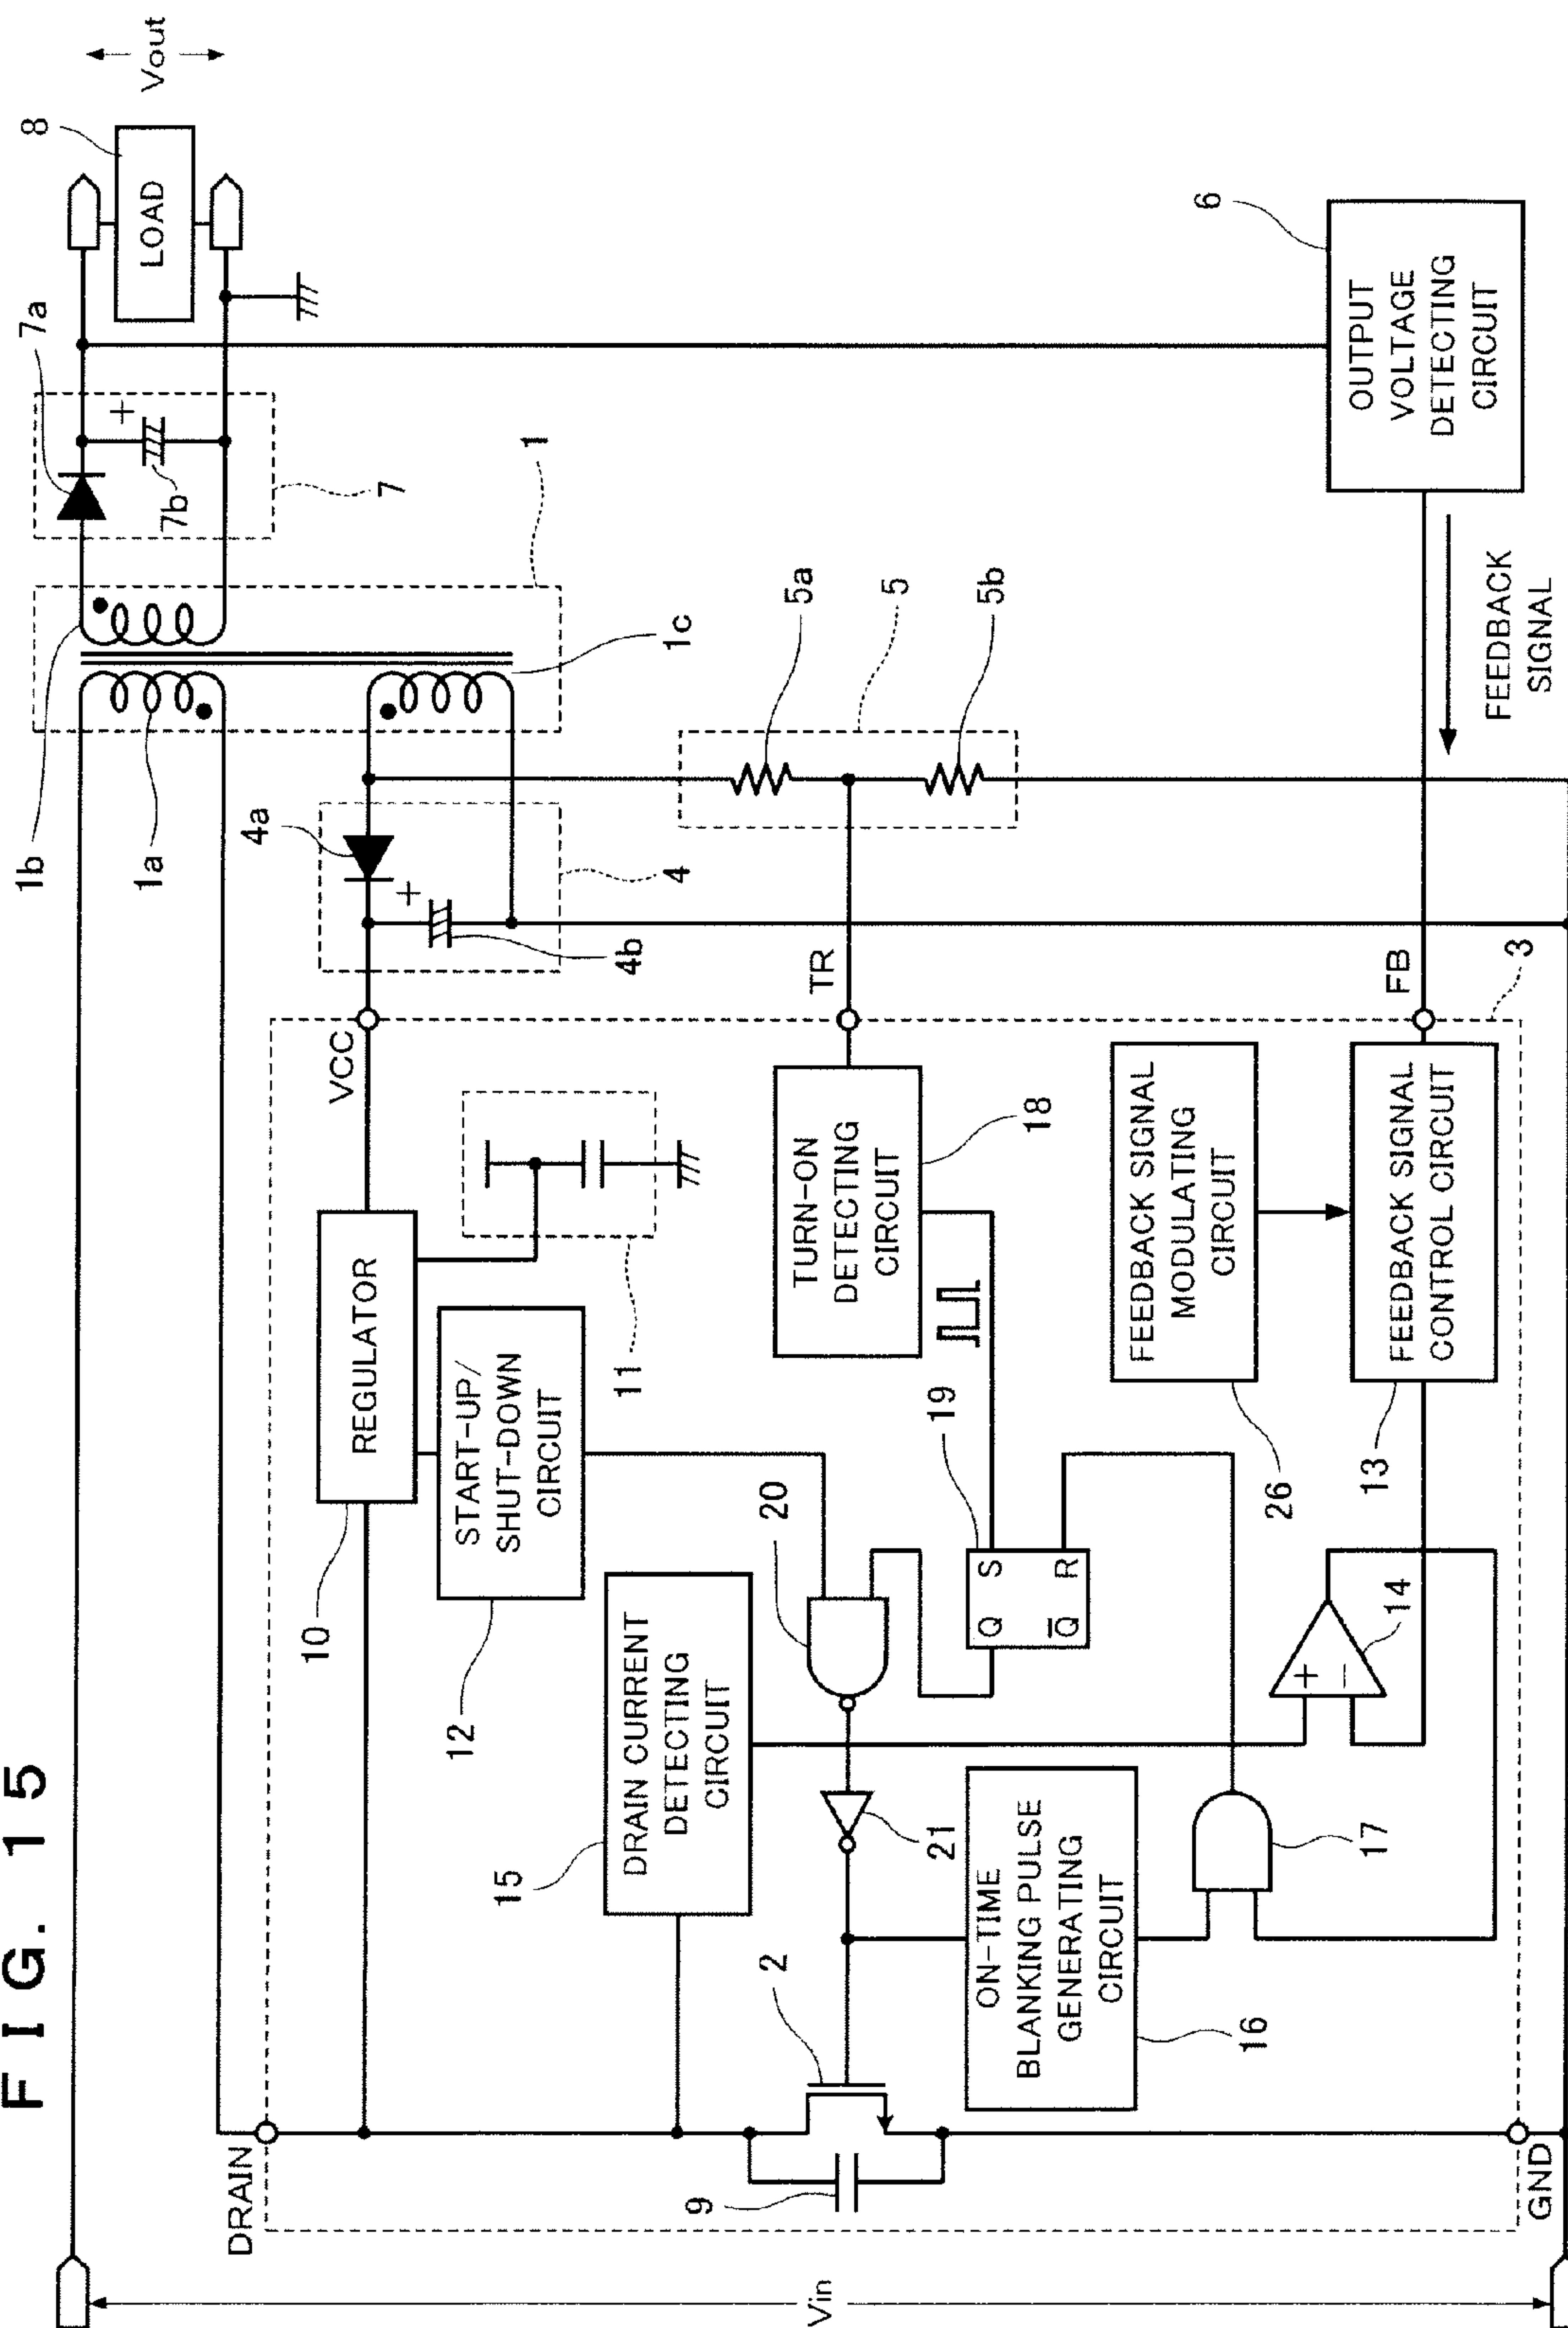 FIG. 15
Vin
DRAIN
GND
1b
1a
1c
1
7a
7b
7
8
LOAD
Vout
4a
4b
4
5a
5
5b
6
OUTPUT
VOLTAGE
DETECTING
CIRCUIT
FEEDBACK
SIGNAL
VCC
TR
FB
3
10
REGULATOR
11
12
START-UP/
SHUT-DOWN
CIRCUIT
15
DRAIN CURRENT
DETECTING
CIRCUIT
20
21
2
9
ON-TIME
BLANKING PULSE
GENERATING
CIRCUIT
16
17
19
Q S
Q̅ R
TURN-ON
DETECTING
CIRCUIT
18
FEEDBACK SIGNAL
MODULATING
CIRCUIT
26
FEEDBACK SIGNAL
CONTROL CIRCUIT
13
14
+
−
+
+